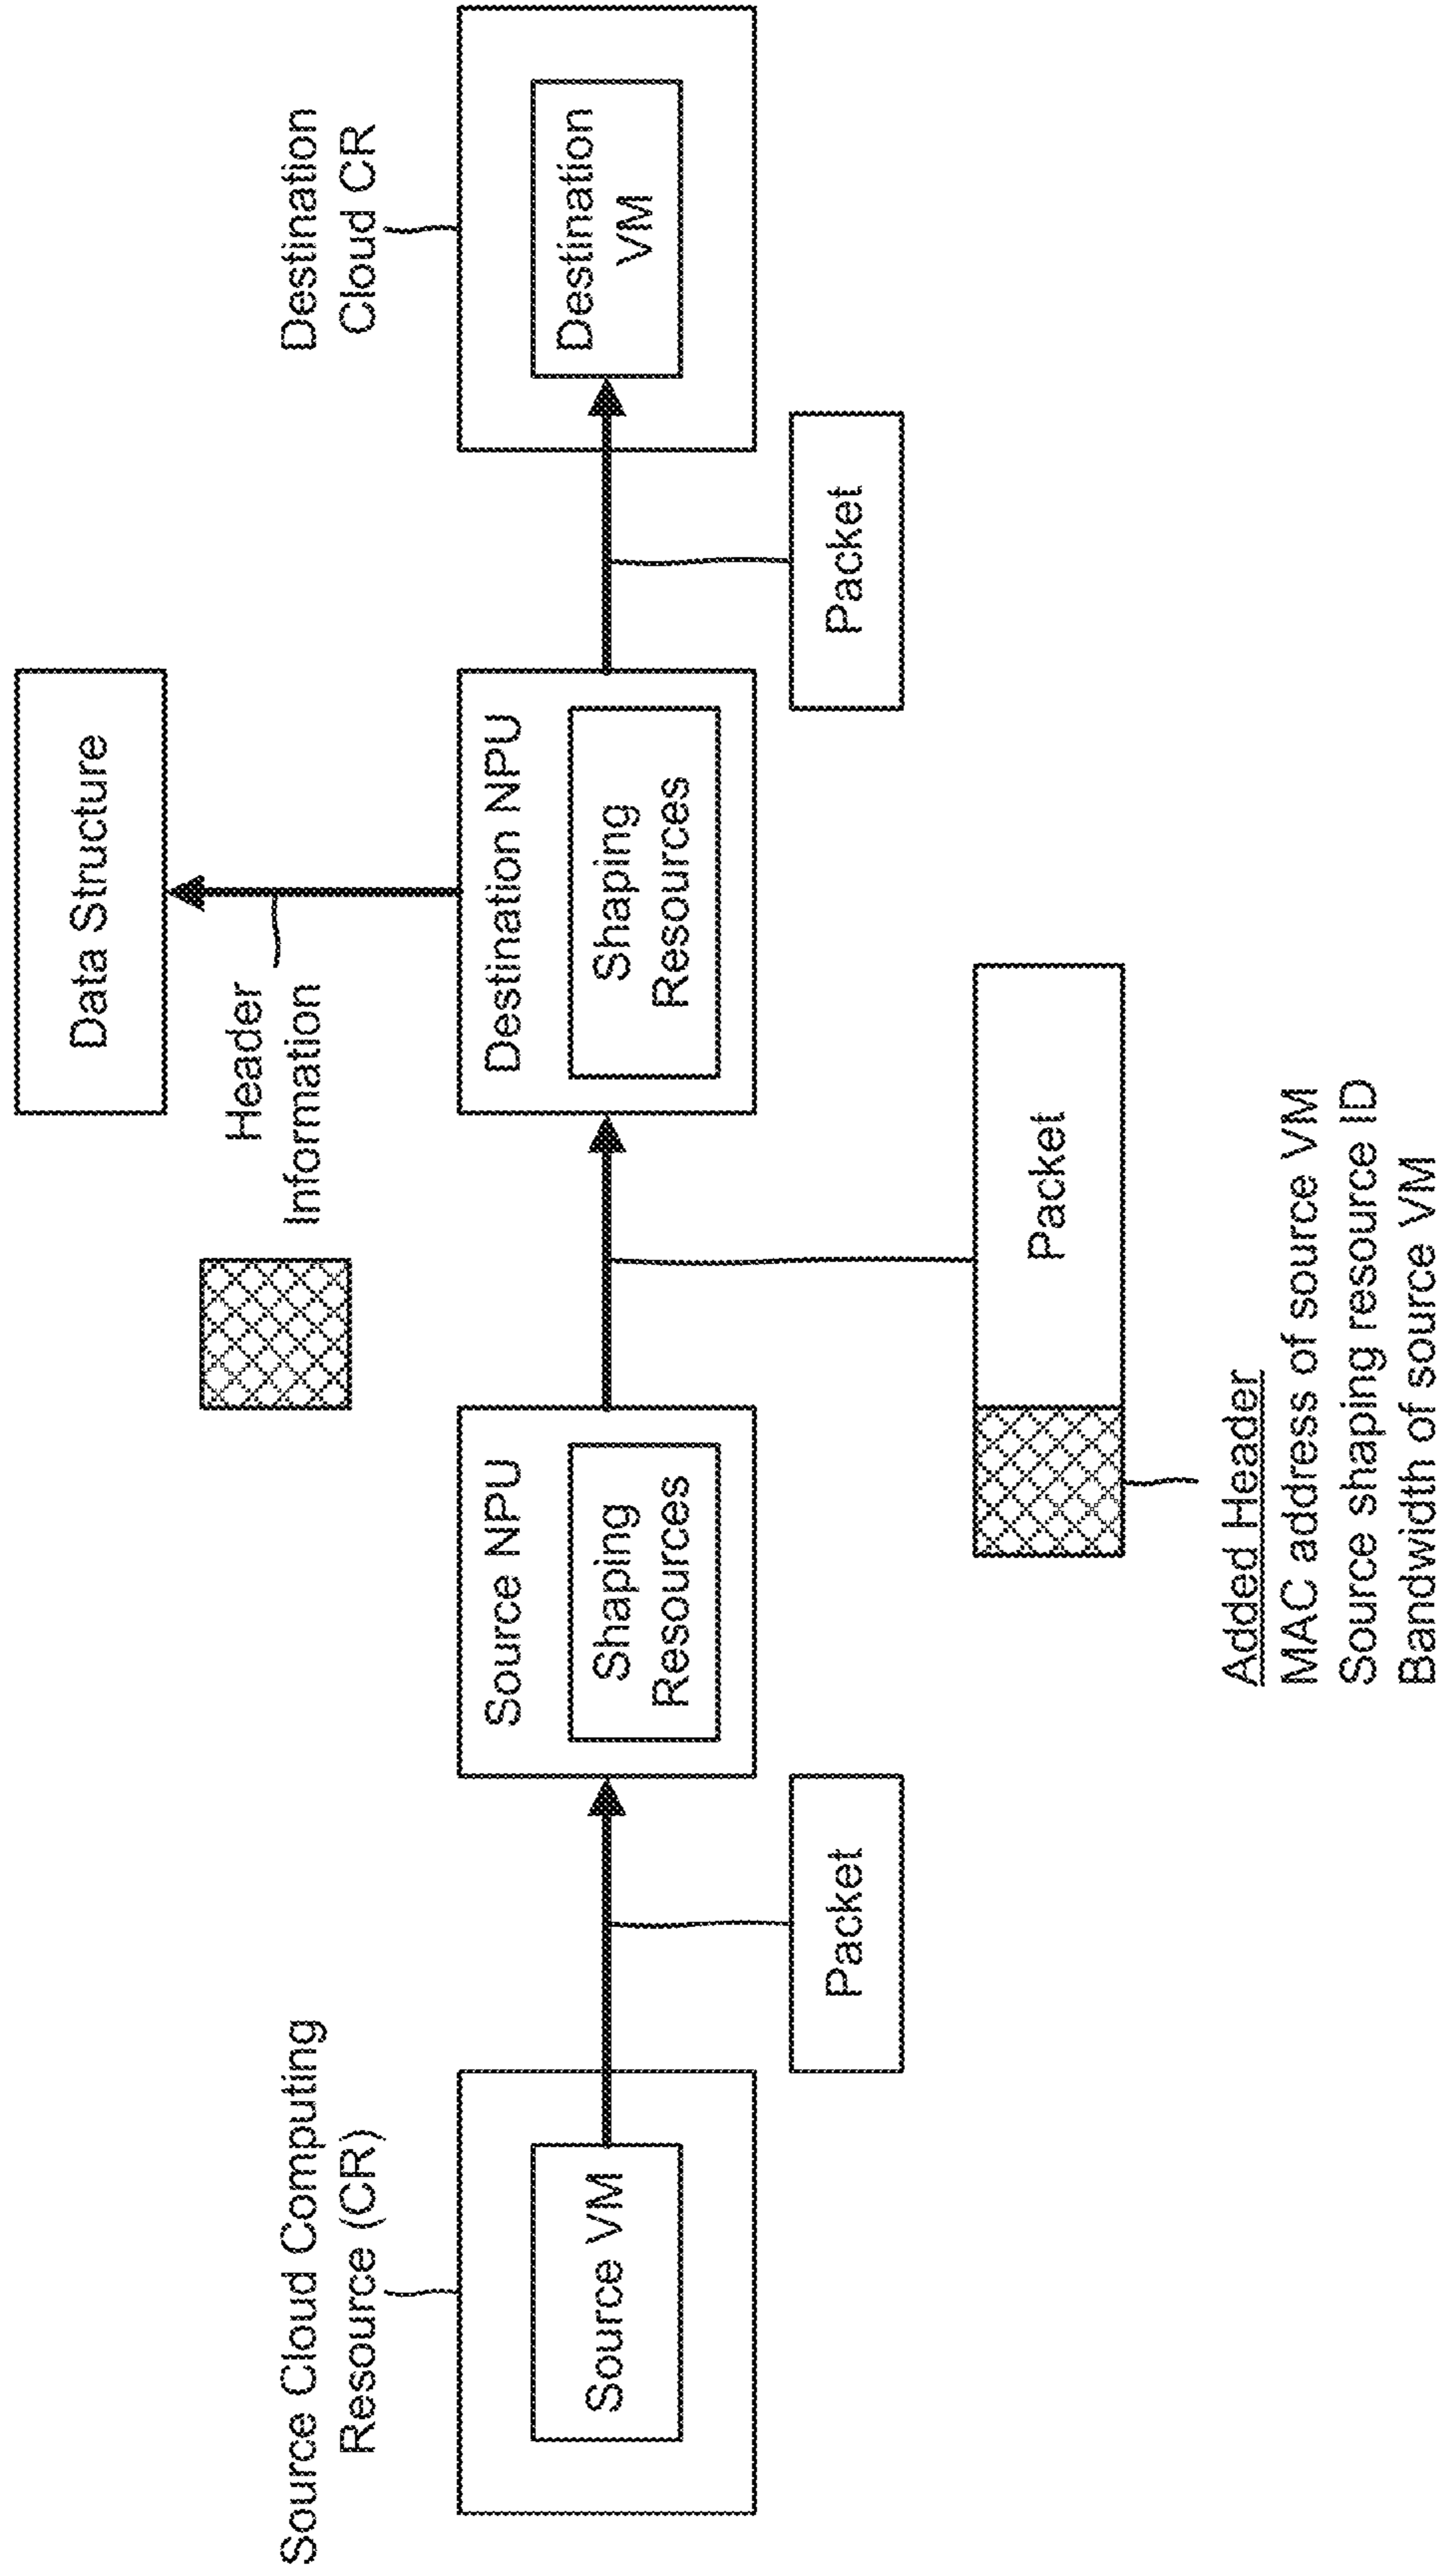 Data Structure
Header
Information
Source Cloud Computing
Resource (CR)
Destination
Cloud CR
Source VM
Source NPU
Shaping
Resources
Destination NPU
Shaping
Resources
Destination
VM
Packet
Packet
Packet
Added Header
MAC address of source VM
Source shaping resource ID
Bandwidth of source VM